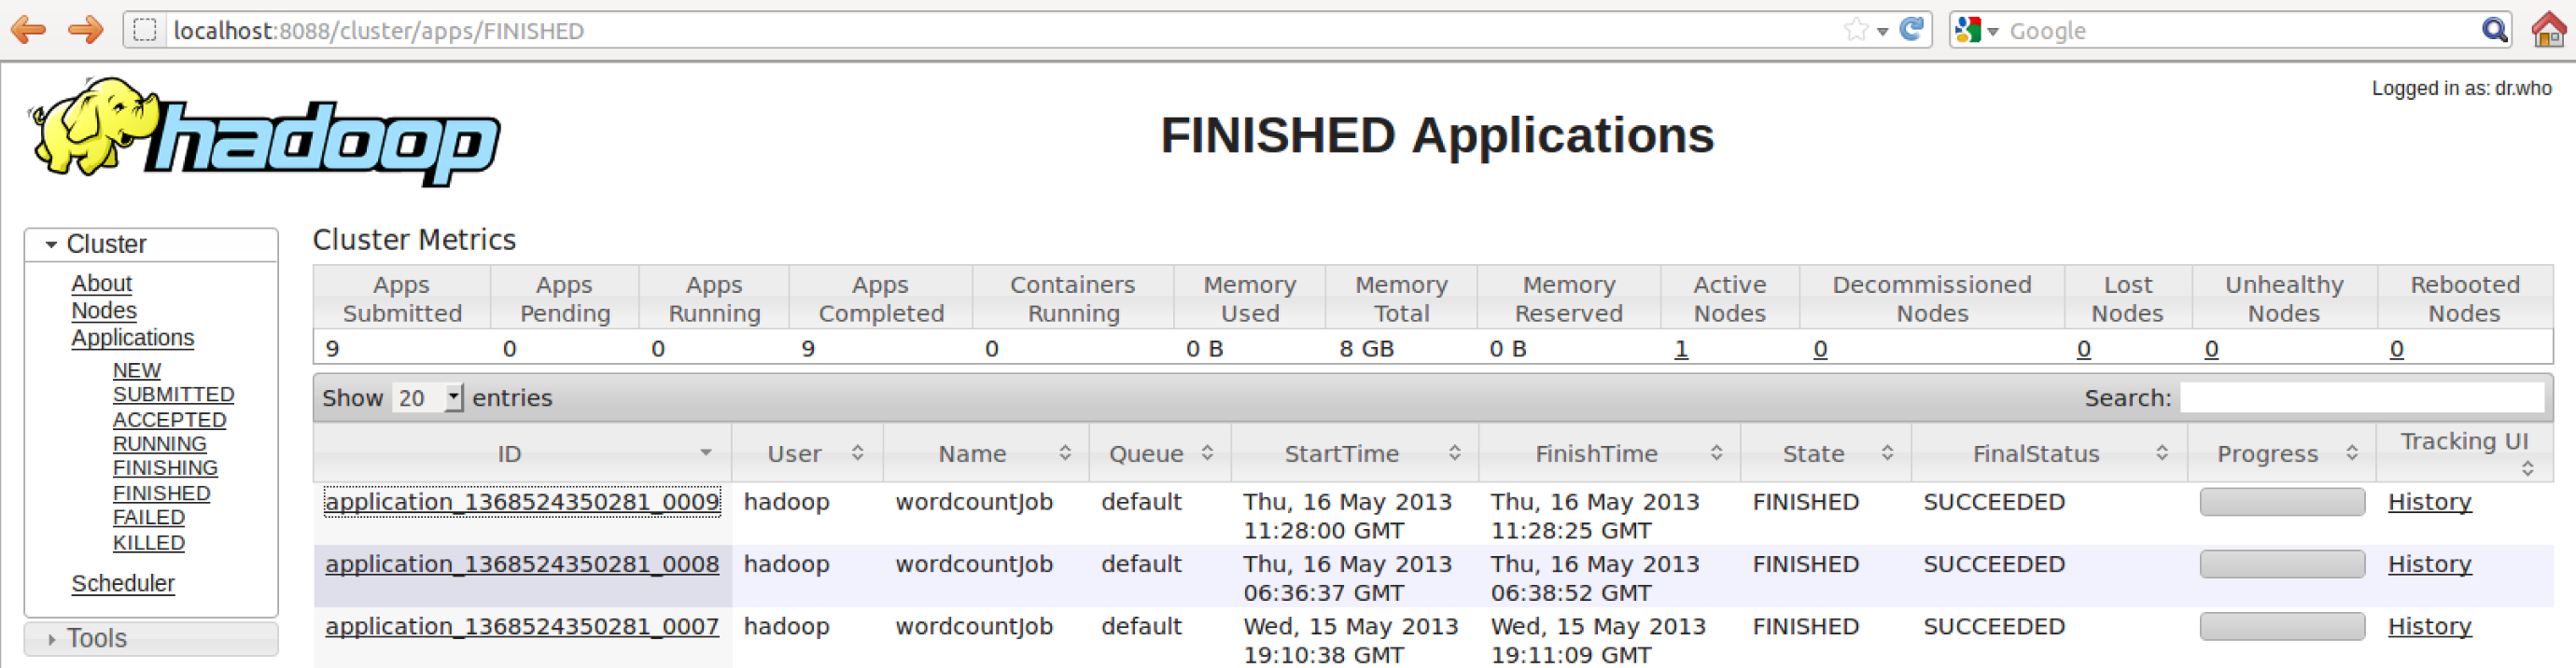 localhost:8088/cluster/apps/FINISHED
Google
hadoop
FINISHED Applications
Logged in as: dr.who
Cluster
About
Nodes
Applications
NEW
SUBMITTED
ACCEPTED
RUNNING
FINISHING
FINISHED
FAILED
KILLED
Scheduler
Tools
Cluster Metrics
Apps Submitted Apps Pending Apps Running Apps Completed Containers Running Memory Used Memory Total Memory Reserved Active Nodes Decommissioned Nodes Lost Nodes Unhealthy Nodes Rebooted Nodes
9 0 0 9 0 0 B 8 GB 0 B 1 0 0 0 0
Show 20 entries Search:
ID User Name Queue StartTime FinishTime State FinalStatus Progress Tracking UI
application_1368524350281_0009 hadoop wordcountJob default Thu, 16 May 2013 11:28:00 GMT Thu, 16 May 2013 11:28:25 GMT FINISHED SUCCEEDED History
application_1368524350281_0008 hadoop wordcountJob default Thu, 16 May 2013 06:36:37 GMT Thu, 16 May 2013 06:38:52 GMT FINISHED SUCCEEDED History
application_1368524350281_0007 hadoop wordcountJob default Wed, 15 May 2013 19:10:38 GMT Wed, 15 May 2013 19:11:09 GMT FINISHED SUCCEEDED History